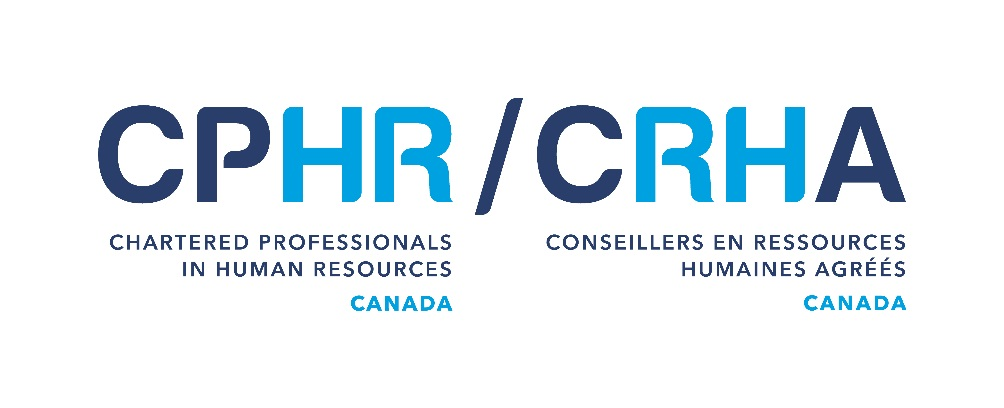 CPHR / CRHA
CHARTERED PROFESSIONALS
IN HUMAN RESOURCES
CANADA
CONSEILLERS EN RESSOURCES
HUMAINES AGRÉÉS
CANADA